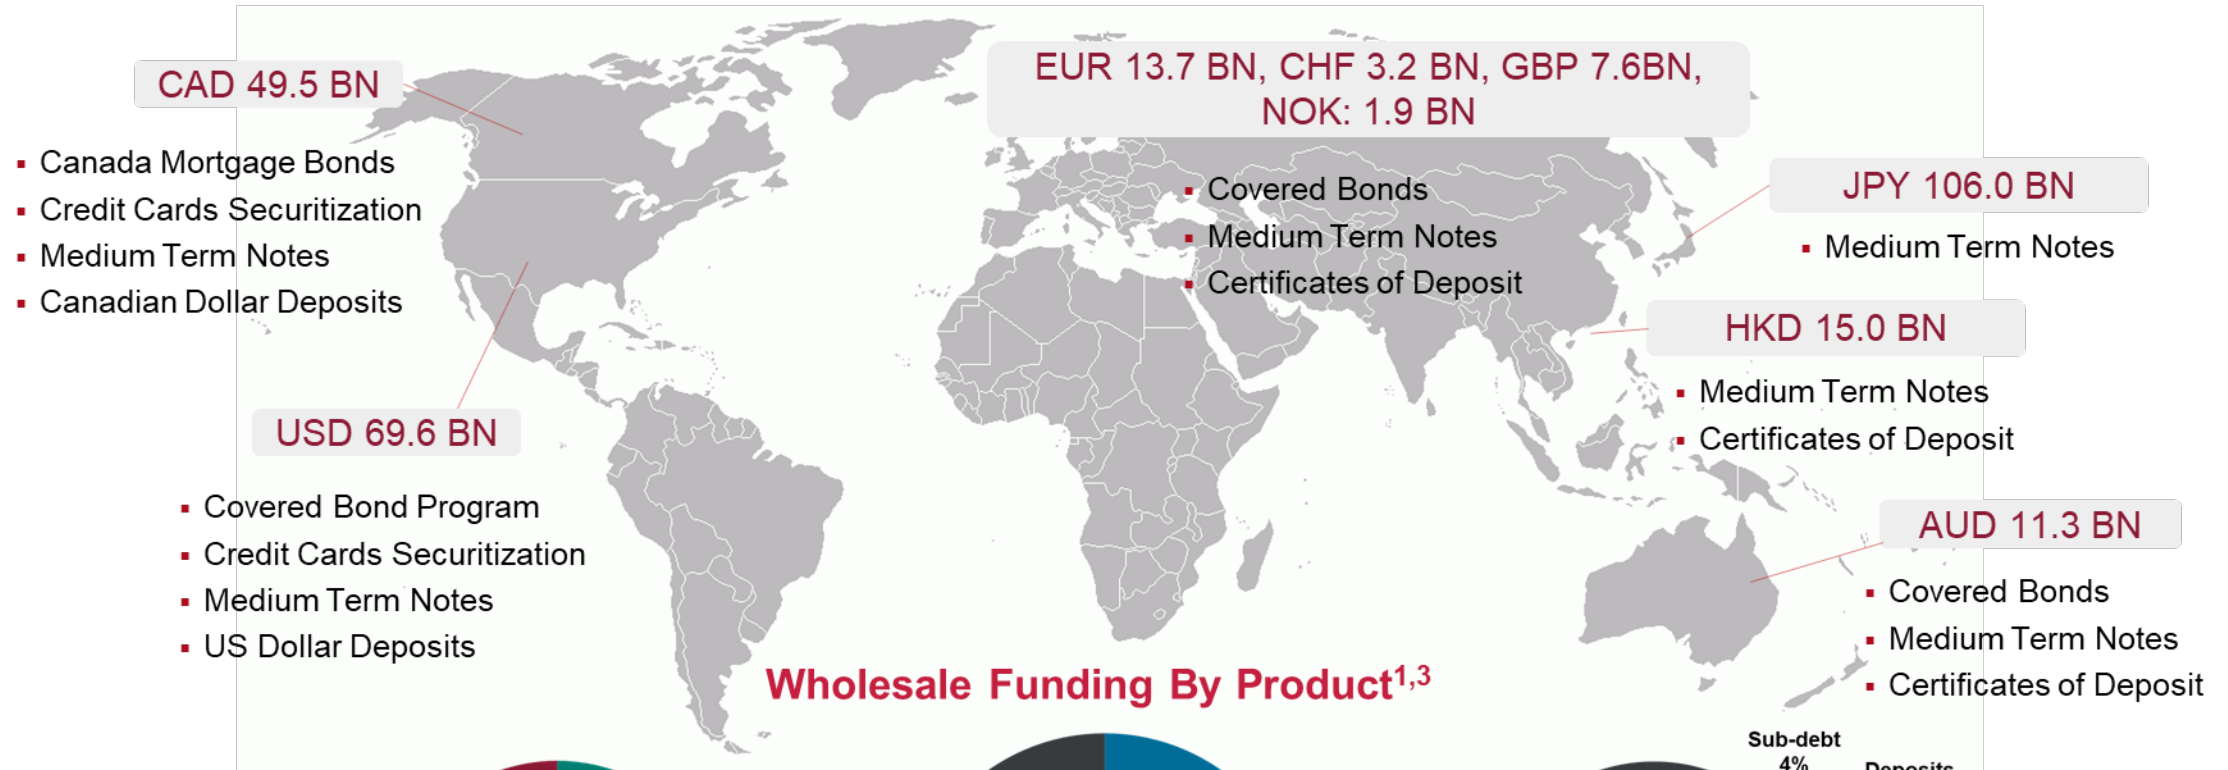 CAD 49.5 BN
▪ Canada Mortgage Bonds
▪ Credit Cards Securitization
▪ Medium Term Notes
▪ Canadian Dollar Deposits
USD 69.6 BN
▪ Covered Bond Program
▪ Credit Cards Securitization
▪ Medium Term Notes
▪ US Dollar Deposits
EUR 13.7 BN, CHF 3.2 BN, GBP 7.6BN,
NOK: 1.9 BN
▪ Covered Bonds
▪ Medium Term Notes
▪ Certificates of Deposit
JPY 106.0 BN
▪ Medium Term Notes
HKD 15.0 BN
▪ Medium Term Notes
▪ Certificates of Deposit
AUD 11.3 BN
▪ Covered Bonds
▪ Medium Term Notes
▪ Certificates of Deposit
Wholesale Funding By Product1,3
Sub-debt
4%
Deposits